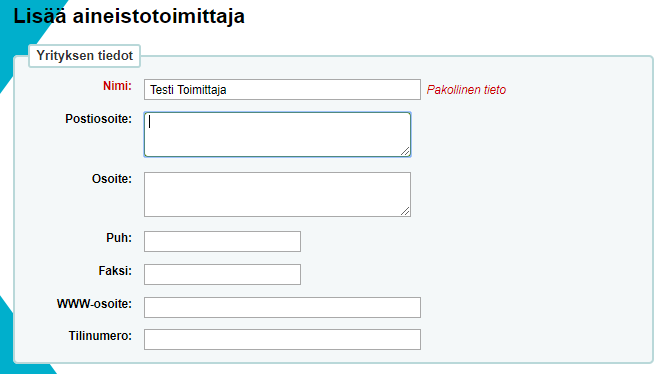 Lisää aineistotoimittaja
Yrityksen tiedot
Nimi: Testi Toimittaja Pakollinen tieto
Postiosoite:
Osoite:
Puh:
Faksi:
WWW-osoite:
Tilinumero: